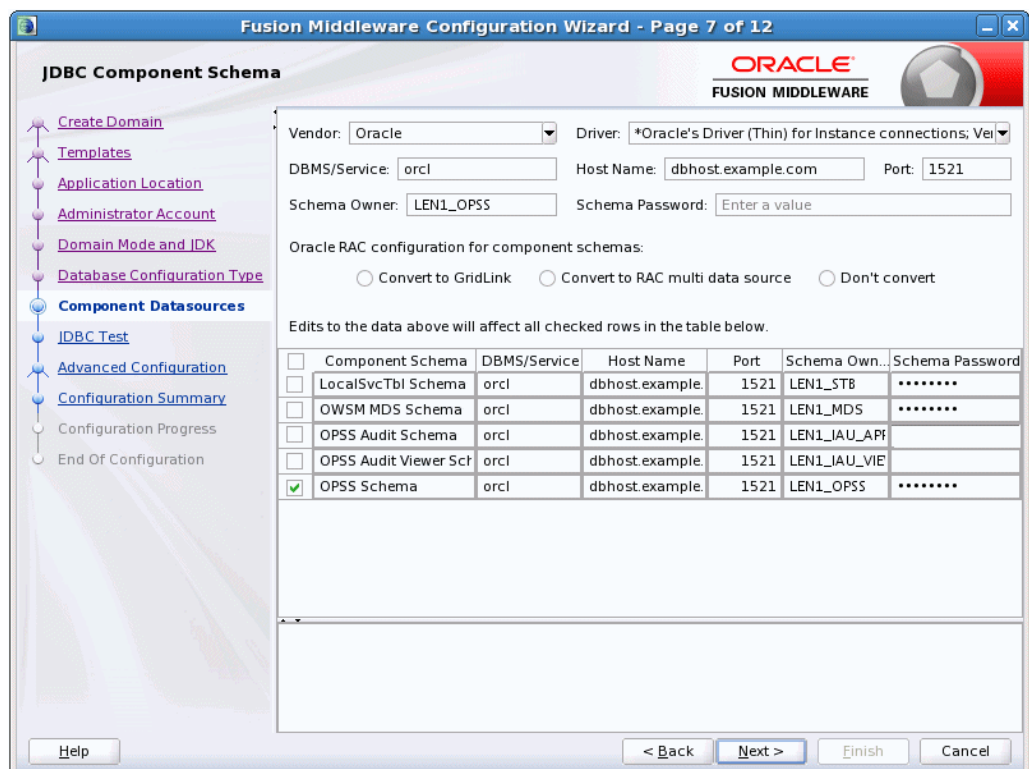 Fusion Middleware Configuration Wizard - Page 7 of 12
JDBC Component Schema
ORACLE
FUSION MIDDLEWARE
Create Domain
Templates
Application Location
Administrator Account
Domain Mode and JDK
Database Configuration Type
Component Datasources
JDBC Test
Advanced Configuration
Configuration Summary
Configuration Progress
End Of Configuration
Vendor: Oracle Driver: *Oracle's Driver (Thin) for Instance connections; Ver
DBMS/Service: orcl Host Name: dbhost.example.com Port: 1521
Schema Owner: LEN1_OPSS Schema Password: Enter a value
Oracle RAC configuration for component schemas:
Convert to GridLink Convert to RAC multi data source Don't convert
Edits to the data above will affect all checked rows in the table below.
Component Schema DBMS/Service Host Name Port Schema Own... Schema Password
LocalSvcTbl Schema orcl dbhost.example. 1521 LEN1_STB ••••••••
OWSM MDS Schema orcl dbhost.example. 1521 LEN1_MDS ••••••••
OPSS Audit Schema orcl dbhost.example. 1521 LEN1_IAU_APF
OPSS Audit Viewer Sch orcl dbhost.example. 1521 LEN1_IAU_VIE
OPSS Schema orcl dbhost.example. 1521 LEN1_OPSS ••••••••
Help < Back Next > Finish Cancel